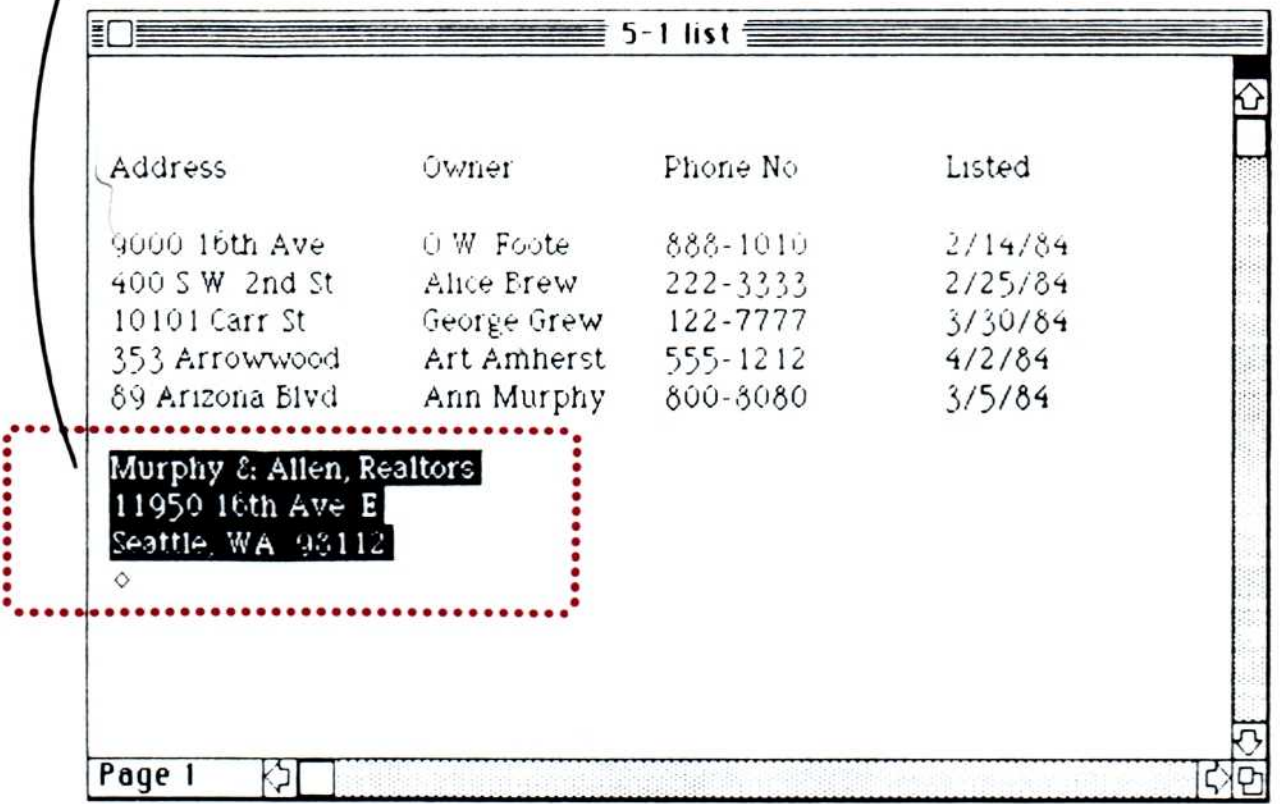 5-1 list
Address Owner Phone No Listed
9000 16th Ave O W Foote 888-1010 2/14/84
400 S W 2nd St Alice Brew 222-3333 2/25/84
10101 Carr St George Grew 122-7777 3/30/84
353 Arrowwood Art Amherst 555-1212 4/2/84
89 Arizona Blvd Ann Murphy 800-8080 3/5/84
Murphy & Allen, Realtors
11950 16th Ave E
Seattle, WA 98112
Page 1